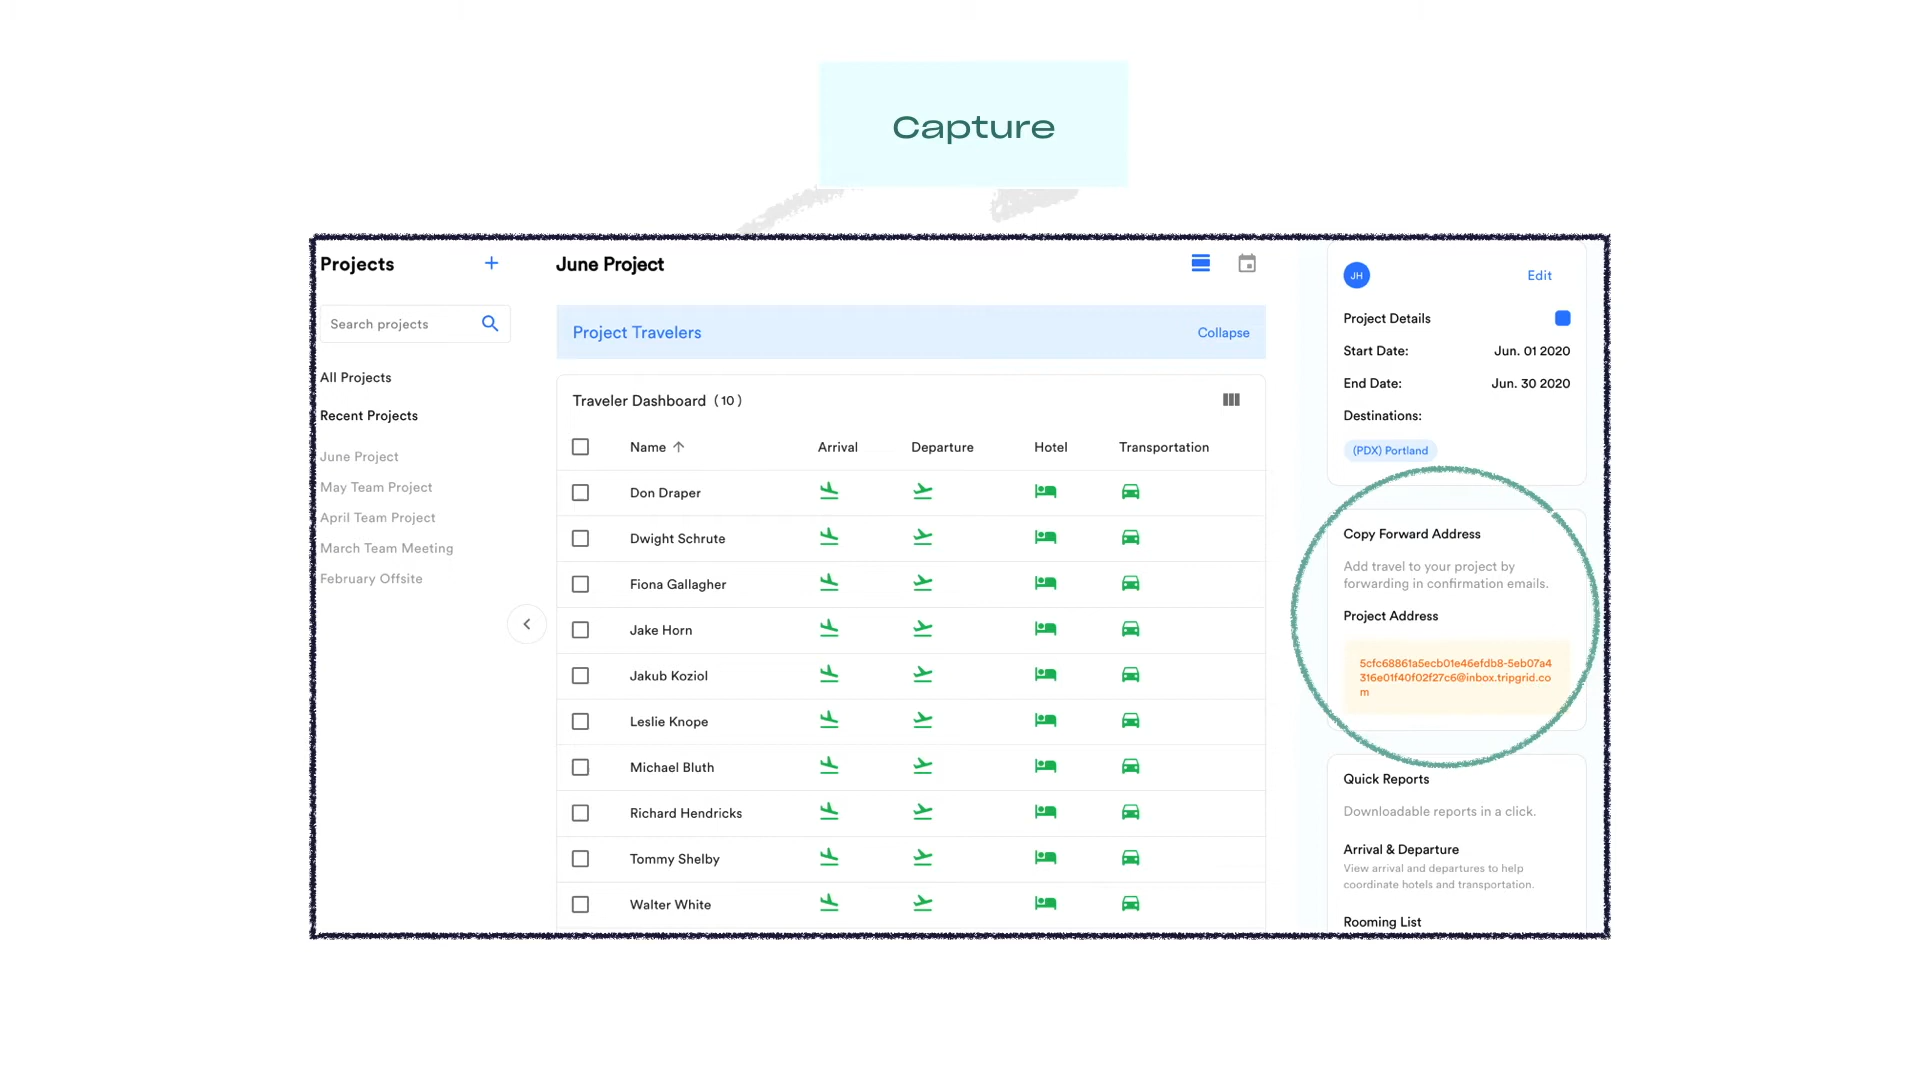 Capture
Projects
+
Search projects
All Projects
Recent Projects
June Project
May Team Project
April Team Project
March Team Meeting
February Offsite
June Project
Project Travelers
Collapse
Traveler Dashboard (10)
Name Arrival Departure Hotel Transportation
Don Draper
Dwight Schrute
Fiona Gallagher
Jake Horn
Jakub Koziol
Leslie Knope
Michael Bluth
Richard Hendricks
Tommy Shelby
Walter White
JH
Edit
Project Details
Start Date: Jun. 01 2020
End Date: Jun. 30 2020
Destinations:
(PDX) Portland
Copy Forward Address
Add travel to your project by
forwarding in confirmation emails.
Project Address
5cfc68861a5ecb01e46efdb8-5eb07a4
316e01f40f02f27c6@inbox.tripgrid.co
m
Quick Reports
Downloadable reports in a click.
Arrival & Departure
View arrival and departures to help
coordinate hotels and transportation.
Rooming List